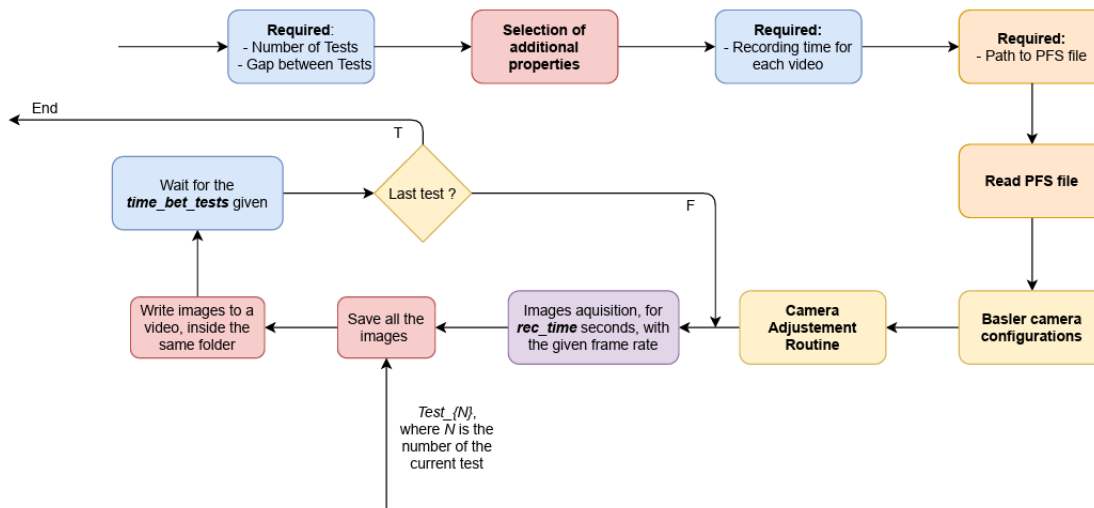 Required:
- Number of Tests
- Gap between Tests
Selection of
additional
properties
Required:
- Recording time for
each video
Required:
- Path to PFS file
End
T
Wait for the
time_bet_tests given
Last test ?
F
Read PFS file
Write images to a
video, inside the
same folder
Save all the
images
Images aquisition, for
rec_time seconds, with
the given frame rate
Camera
Adjustement
Routine
Basler camera
configurations
Test_{N},
where N is the
number of the
current test